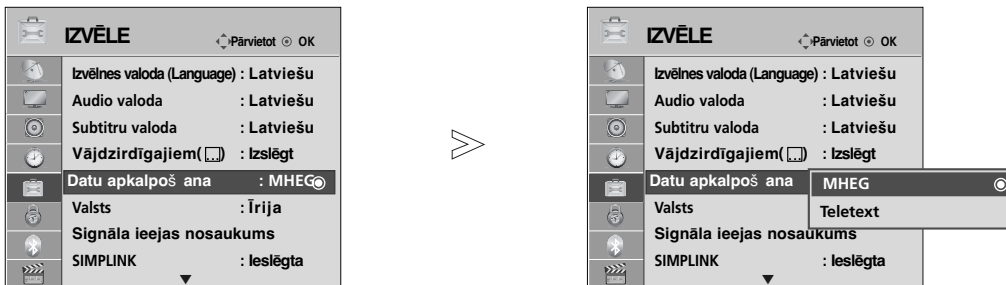 IZVĒLE Pārvietot OK
Izvēlnes valoda (Language) : Latviešu
Audio valoda : Latviešu
Subtitru valoda : Latviešu
Vājdzirdīgajiem( ) : Izslēgt
Datu apkalpoš ana : MHEG
Valsts : Īrija
Signāla ieejas nosaukums
SIMPLINK : Ieslēgta
IZVĒLE Pārvietot OK
Izvēlnes valoda (Language) : Latviešu
Audio valoda : Latviešu
Subtitru valoda : Latviešu
Vājdzirdīgajiem( ) : Izslēgt
Datu apkalpoš ana MHEG
Valsts Teletext
Signāla ieejas nosaukums
SIMPLINK : Ieslēgta